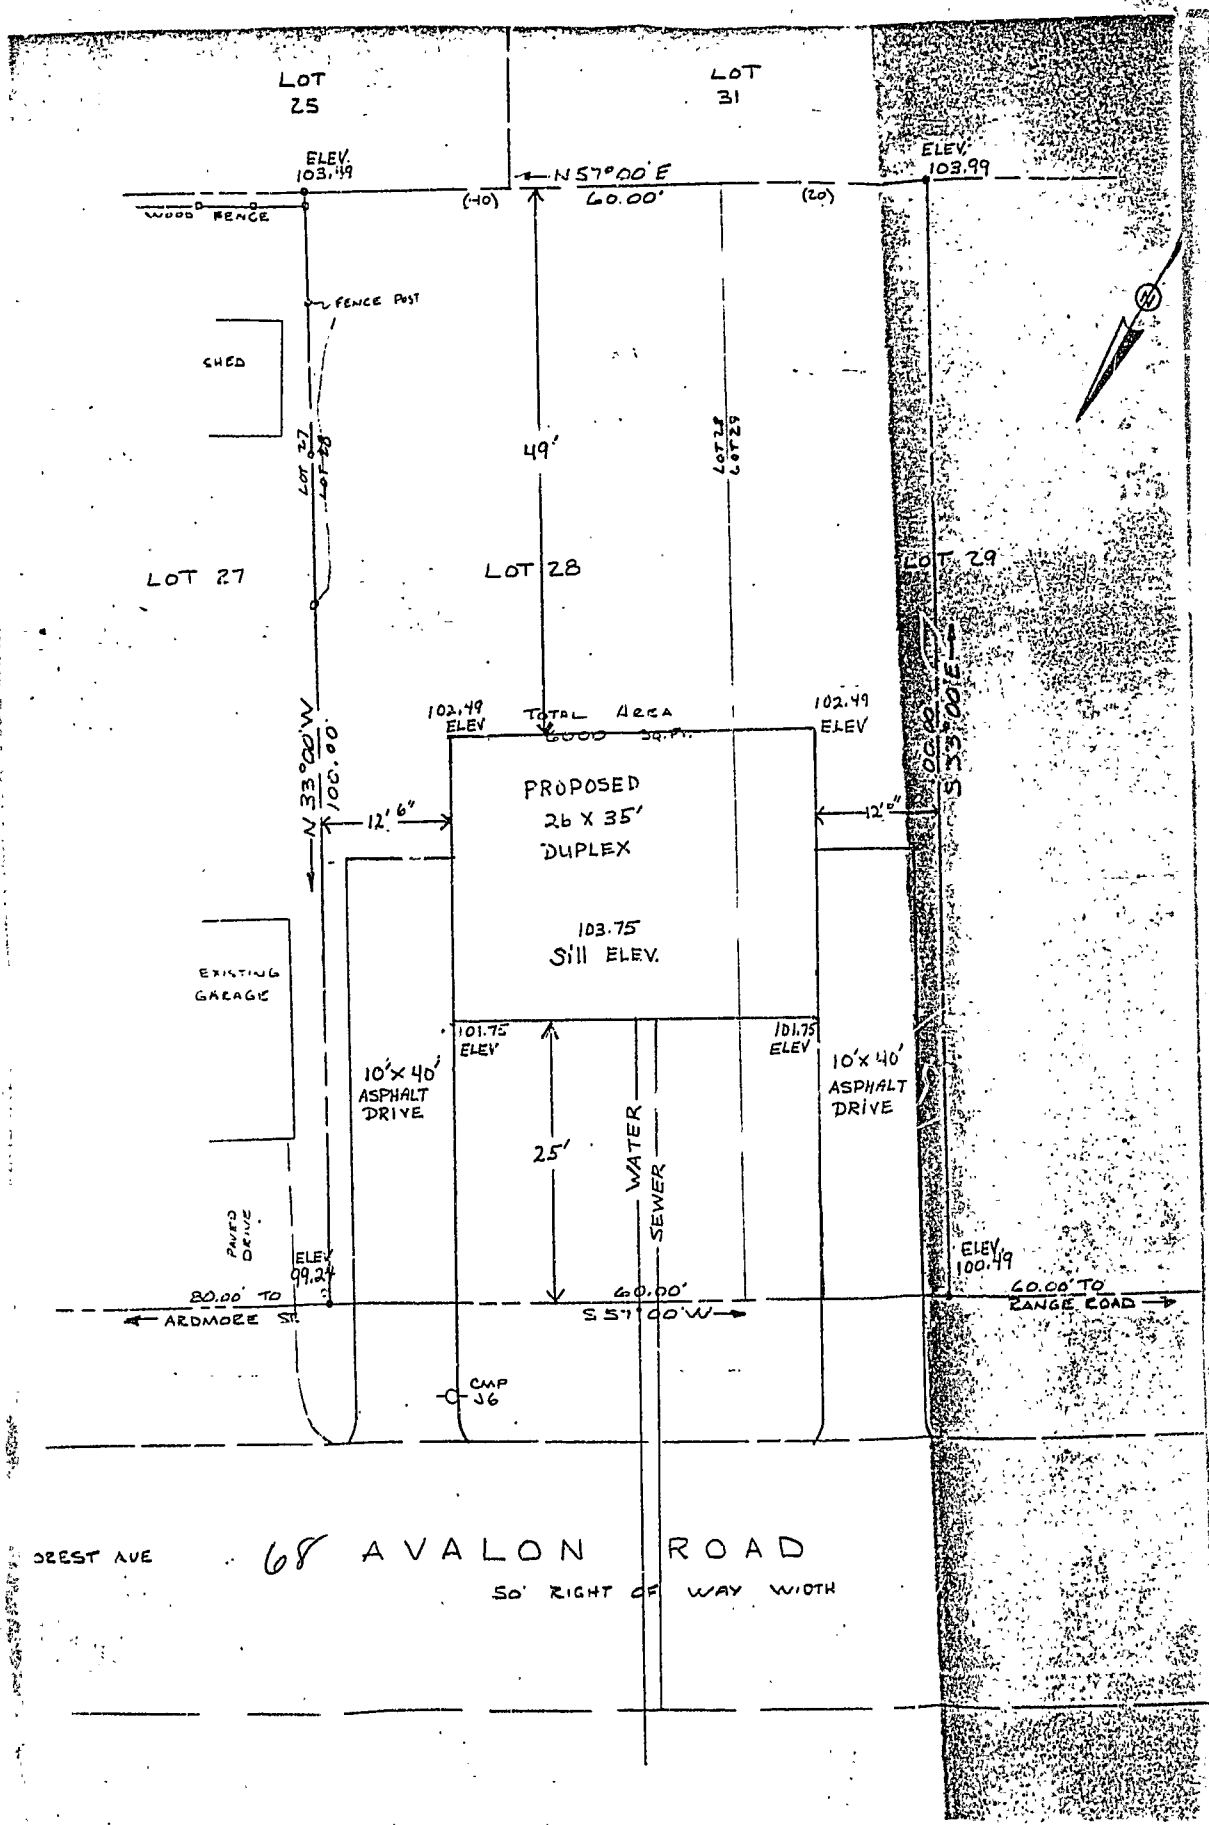 LOT
25
LOT
31
ELEV.
103.49
ELEV.
103.99
N 57°00' E
60.00'
(40)
(20)
WOOD FENCE
FENCE POST
SHED
49'
LOT 27
LOT 28
LOT 28
LOT 29
LOT 27
LOT 28
LOT 29
N 33°00' W
100.00'
S 33°00' E
102.49
ELEV
TOTAL AREA
6000 SQ.FT.
102.49
ELEV
PROPOSED
26 X 35'
DUPLEX
12' 6"
12' 6"
103.75
Sill ELEV.
EXISTING
GARAGE
101.75
ELEV
101.75
ELEV
10' X 40'
ASPHALT
DRIVE
10' X 40'
ASPHALT
DRIVE
25'
WATER
SEWER
PAVED
DRIVE
ELEV
99.24
ELEV.
100.49
80.00' TO
ARDMORE ST.
60.00'
S 57°00' W
60.00' TO
RANGE ROAD
CMP
36
OREST AVE
68 AVALON ROAD
50' RIGHT OF WAY WIDTH